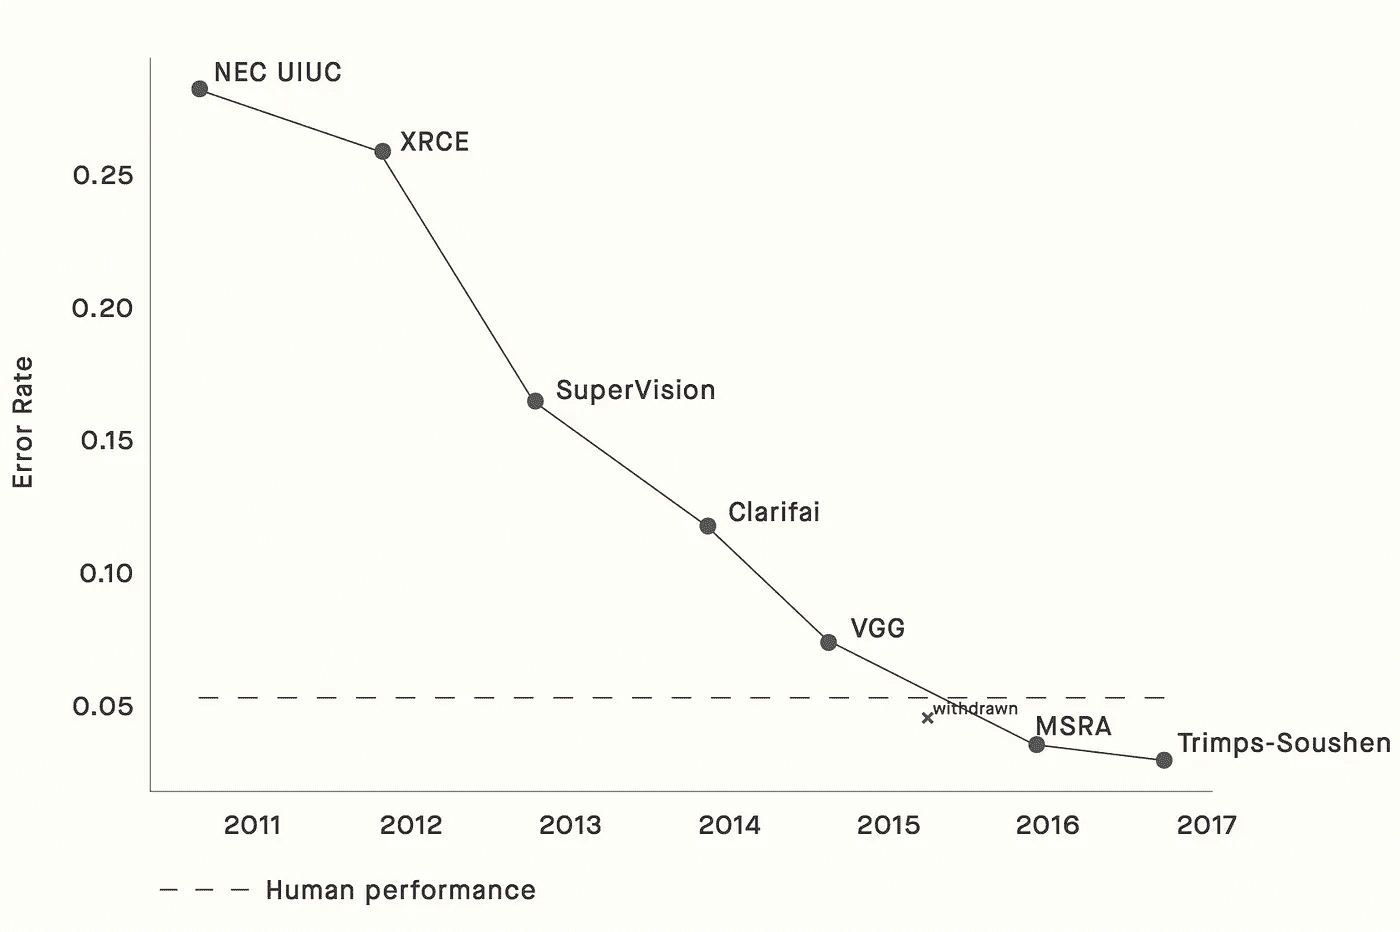 NEC UIUC
XRCE
0.25
0.20
Error Rate
SuperVision
0.15
Clarifai
0.10
VGG
0.05
withdrawn
MSRA
Trimps-Soushen
2011 2012 2013 2014 2015 2016 2017
Human performance